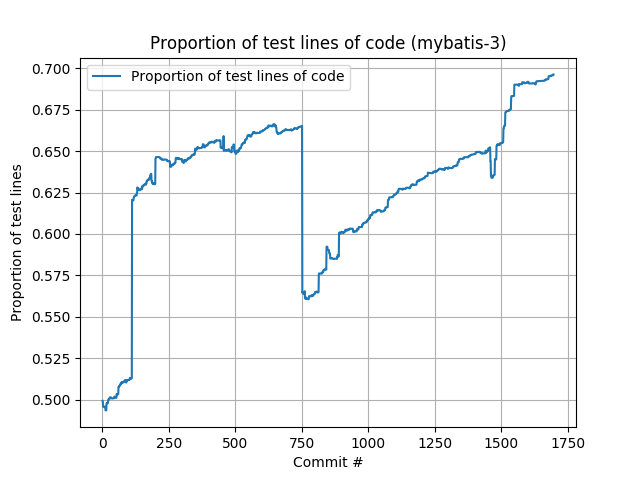 Proportion of test lines of code (mybatis-3)
Proportion of test lines of code
Proportion of test lines
0.700
0.675
0.650
0.625
0.600
0.575
0.550
0.525
0.500
0 250 500 750 1000 1250 1500 1750
Commit #